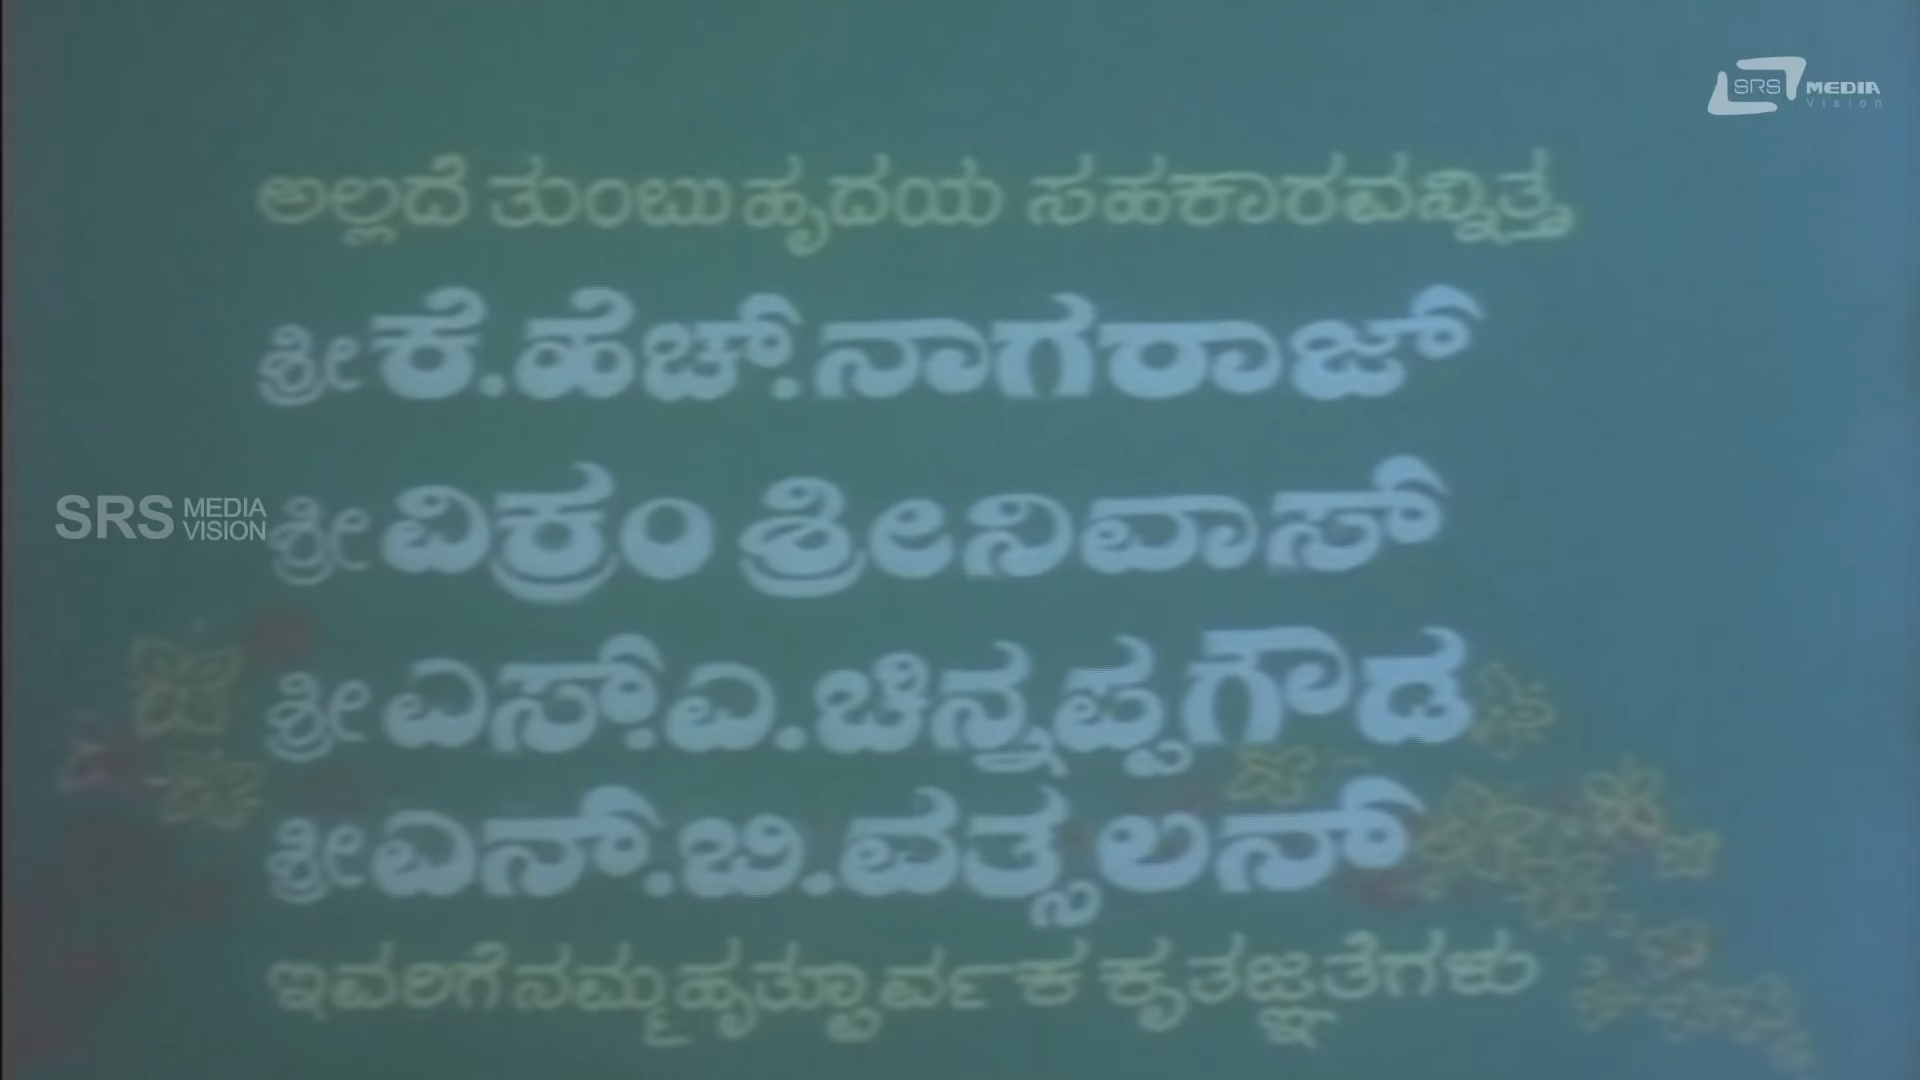 SRS MEDIA
Vision
ಅಲ್ಲದೆ ತುಂಬುಹೃದಯ ಸಹಕಾರವನ್ನಿತ್ತ
ಶ್ರೀ ಕೆ.ಹೆಚ್.ನಾಗರಾಜ್
ಶ್ರೀ ವಿಕ್ರಂ ಶ್ರೀನಿವಾಸ್
SRS MEDIA VISION
ಶ್ರೀ ಎಸ್.ಎ.ಚಿನ್ನಪ್ಪಗೌಡ
ಶ್ರೀ ಎನ್.ಬಿ.ವತ್ಸಲನ್
ಇವರಿಗೆ ನಮ್ಮ ಹೃತ್ಪೂರ್ವಕ ಕೃತಜ್ಞತೆಗಳು